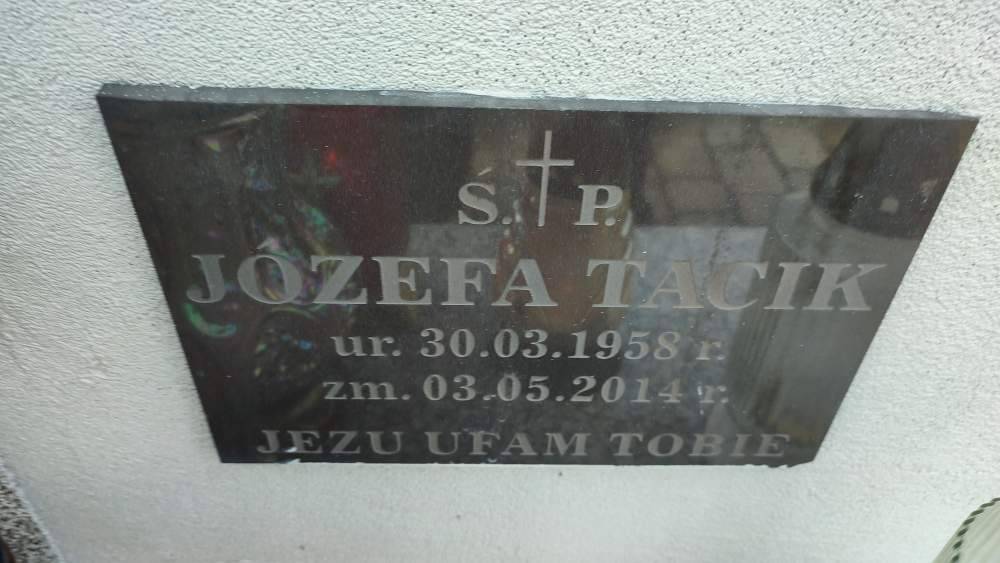 S. P.
JÓZEFA TACIK
ur. 30.03.1958 r.
zm. 03.05.2014 r.
JEZU UFAM TOBIE